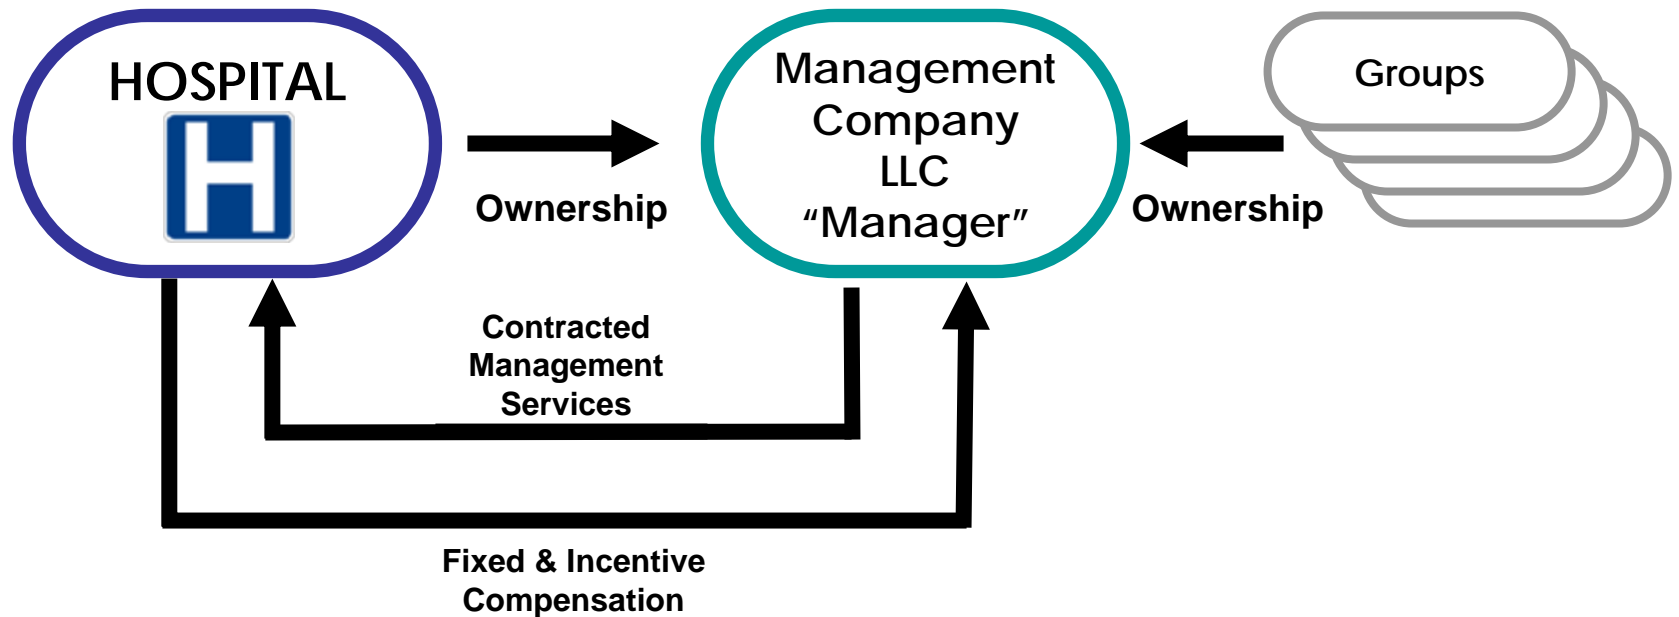 HOSPITAL
H
Ownership
Management
Company
LLC
“Manager”
Ownership
Groups
Contracted
Management
Services
Fixed & Incentive
Compensation